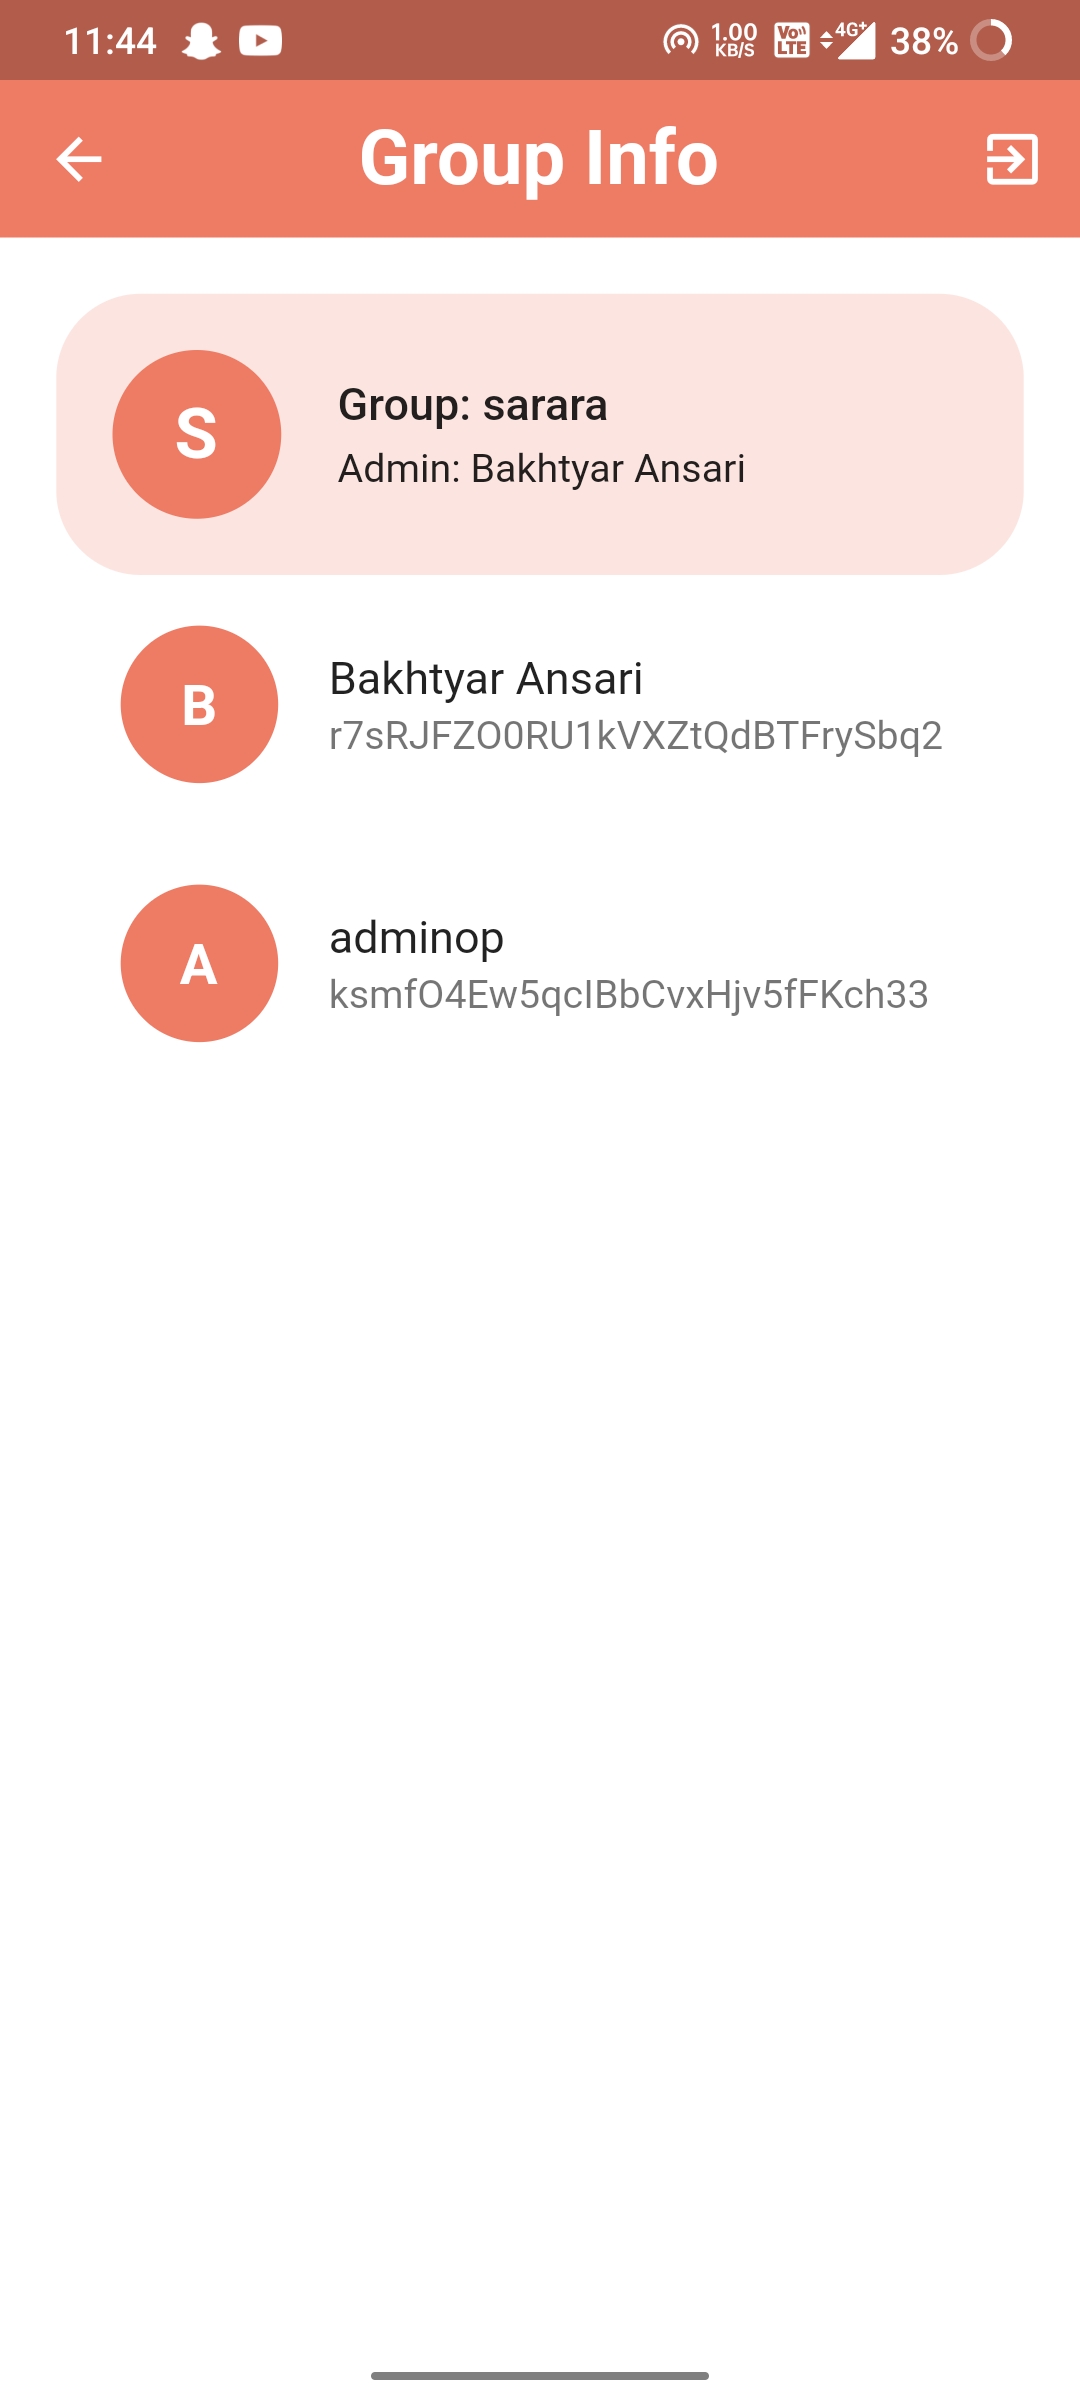 11:44
1.00
KB/S
Vo
LTE
4G+
38%
Group Info
S
Group: sarara
Admin: Bakhtyar Ansari
B
Bakhtyar Ansari
r7sRJFZO0RU1kVXZtQdBTFrySbq2
A
adminop
ksmfO4Ew5qcIBbCvxHjv5fFKch33